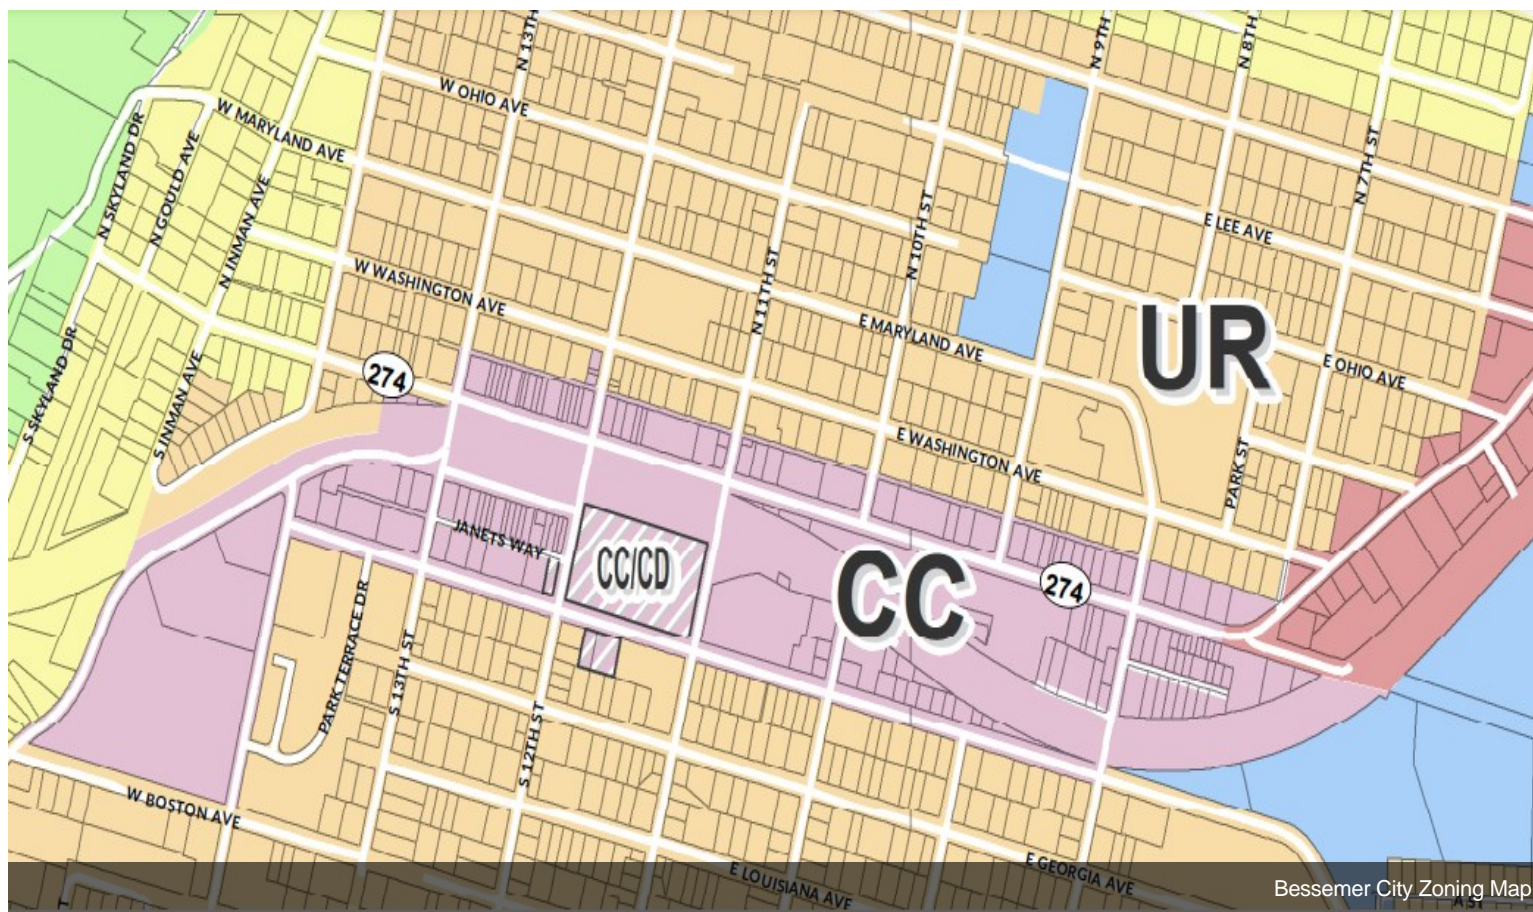 N 13TH
N 9TH
N 8TH
W OHIO AVE
W MARYLAND AVE
N SKYLAND DR
N GOULD AVE
N INMAN AVE
N 7TH ST
E LEE AVE
N 10TH ST
N 11TH ST
W WASHINGTON AVE
E MARYLAND AVE
UR
E OHIO AVE
S SKYLAND DR
S INMAN AVE
274
E WASHINGTON AVE
PARK ST
JANETS WAY
CC/CD
CC
274
PARK TERRACE DR
S 13TH ST
S 12TH ST
W BOSTON AVE
E LOUISIANA AVE
E GEORGIA AVE
Bessemer City Zoning Map
A ST